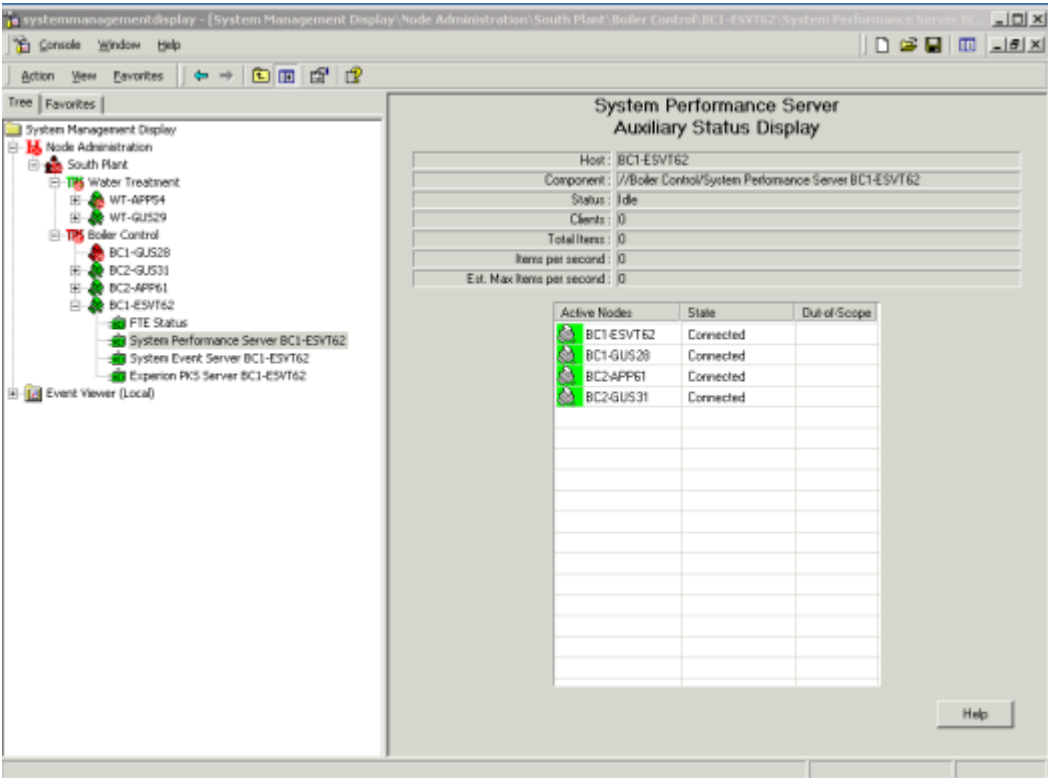 systemmanagementdisplay - [System Management Display\Node Administration\South Plant\Boiler Control\BC1-ESVT62\System Performance Server BC...
Console Window Help
Action View Favorites
Tree Favorites
System Management Display
Node Administration
South Plant
Water Treatment
WT-APP54
WT-GUS29
Boiler Control
BC1-GUS28
BC2-GUS31
BC2-APP61
BC1-ESVT62
FTE Status
System Performance Server BC1-ESVT62
System Event Server BC1-ESVT62
Experion PKS Server BC1-ESVT62
Event Viewer (Local)
System Performance Server
Auxiliary Status Display
Host : BC1-ESVT62
Component : //Boiler Control/System Performance Server BC1-ESVT62
Status : Idle
Clients : 0
Total Items : 0
Items per second : 0
Est. Max Items per second : 0
Active Nodes State Out-of-Scope
BC1-ESVT62 Connected
BC1-GUS28 Connected
BC2-APP61 Connected
BC2-GUS31 Connected
Help